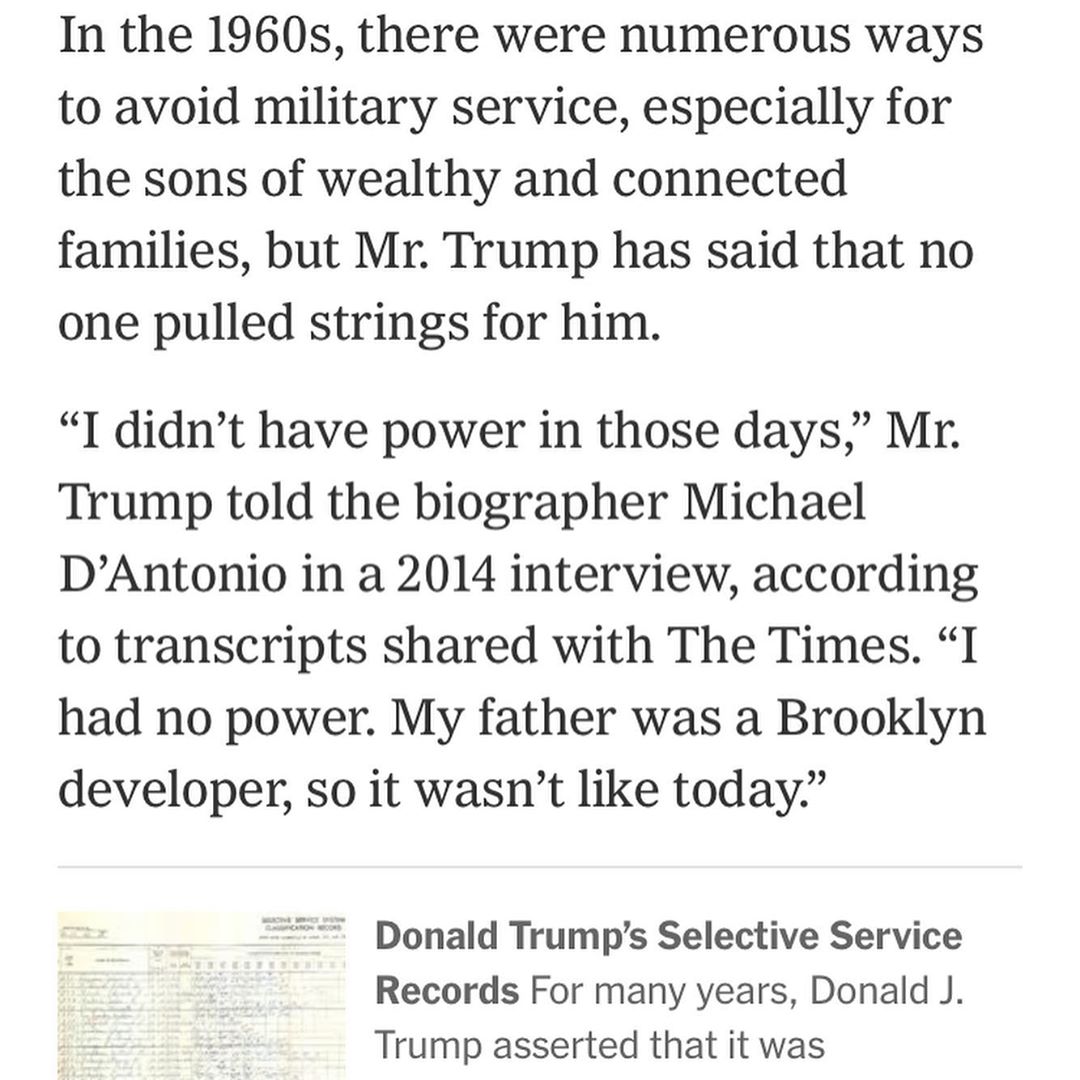 In the 1960s, there were numerous ways
to avoid military service, especially for
the sons of wealthy and connected
families, but Mr. Trump has said that no
one pulled strings for him.
“I didn’t have power in those days,” Mr.
Trump told the biographer Michael
D’Antonio in a 2014 interview, according
to transcripts shared with The Times. “I
had no power. My father was a Brooklyn
developer, so it wasn’t like today.”
SELECTIVE SERVICE SYSTEM
CLASSIFICATION RECORD
Donald Trump’s Selective Service
Records For many years, Donald J.
Trump asserted that it was